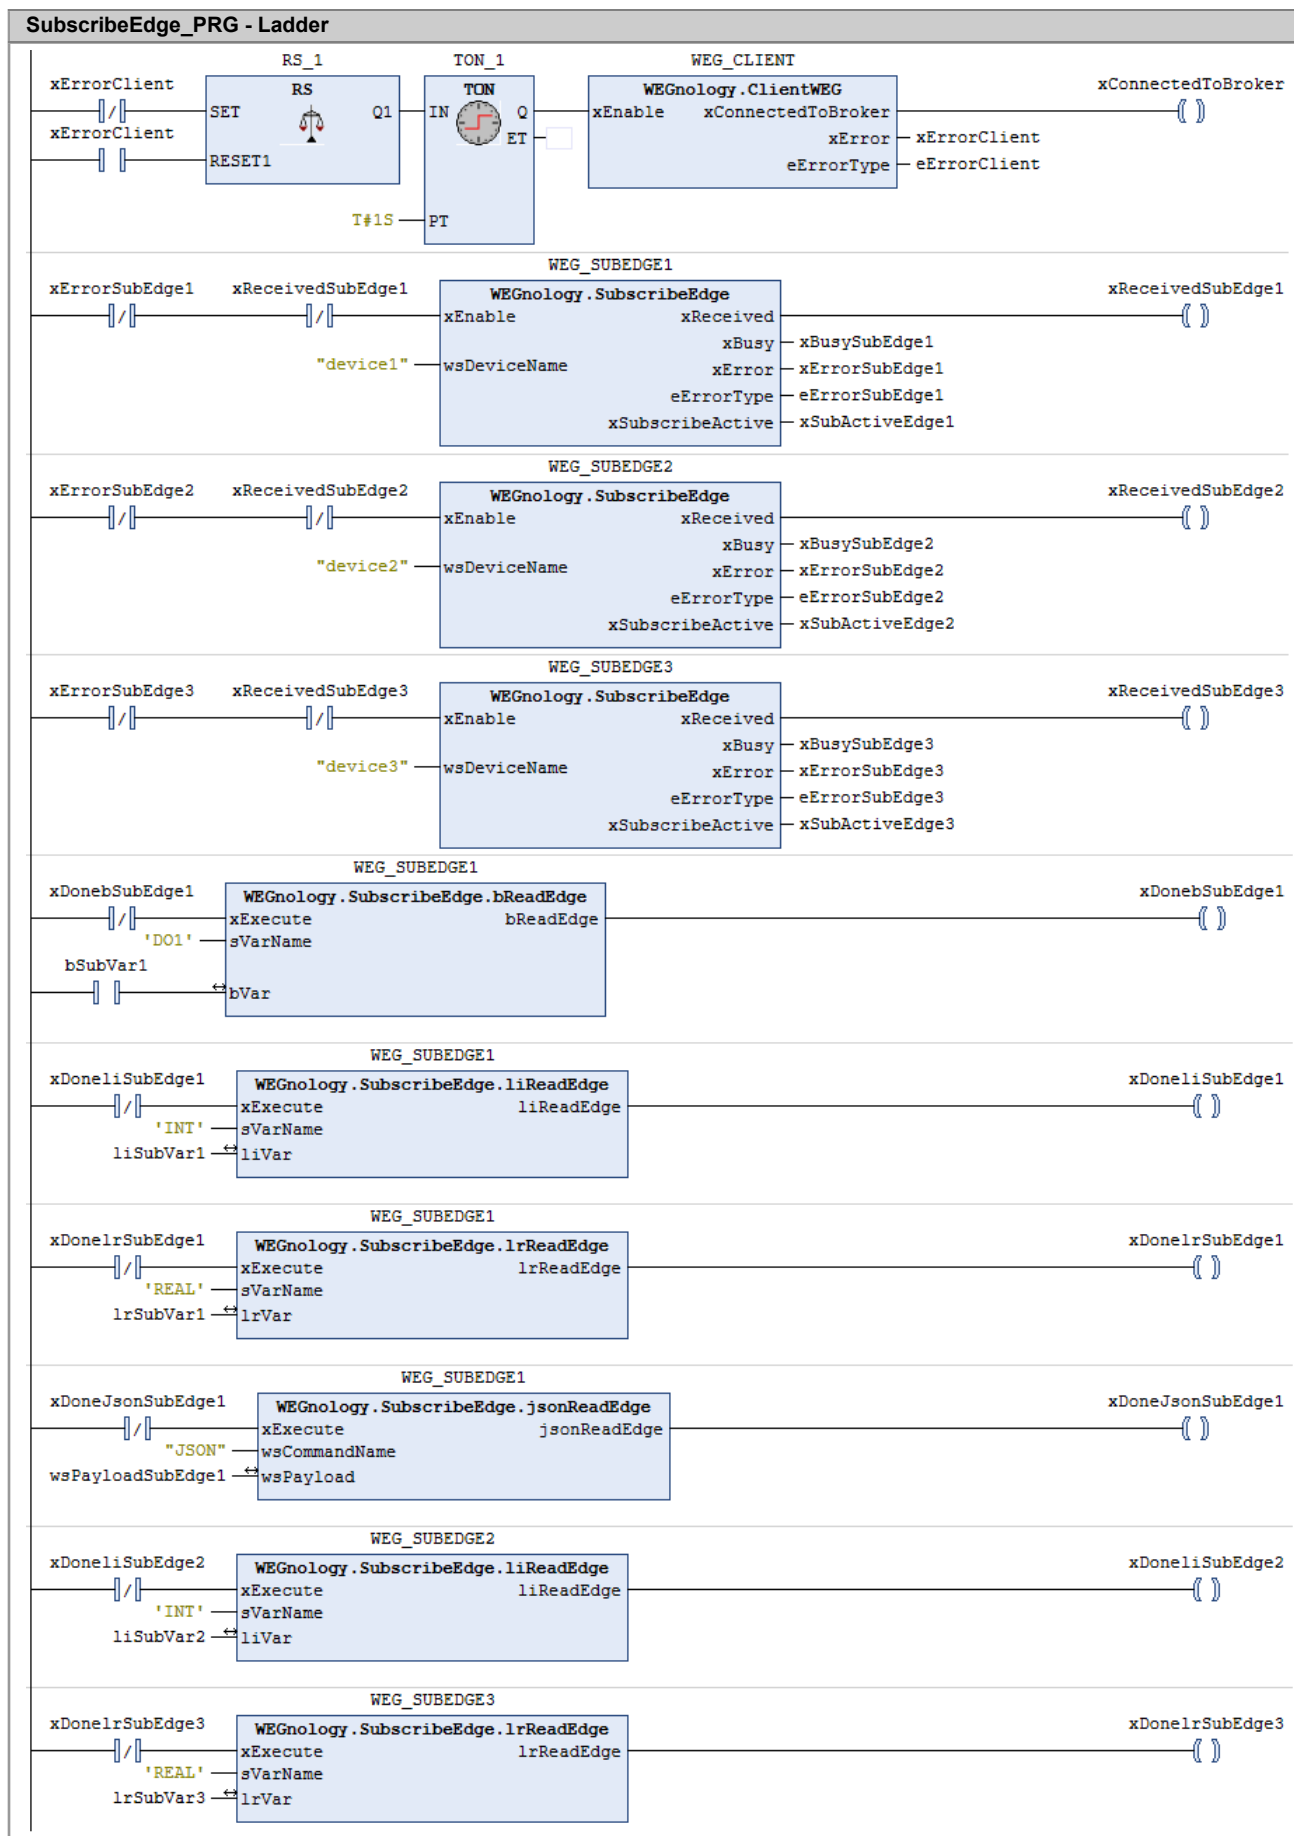 SubscribeEdge_PRG - Ladder
RS_1 TON_1 WEG_CLIENT
xErrorClient RS TON WEGnology.ClientWEG xConnectedToBroker
SET Q1 IN Q xEnable xConnectedToBroker
xErrorClient ET xError xErrorClient
RESET1 eErrorType eErrorClient
T#1S PT
WEG_SUBEDGE1
xErrorSubEdge1 xReceivedSubEdge1 WEGnology.SubscribeEdge xReceivedSubEdge1
xEnable xReceived
xBusy xBusySubEdge1
"device1" wsDeviceName xError xErrorSubEdge1
eErrorType eErrorSubEdge1
xSubscribeActive xSubActiveEdge1
WEG_SUBEDGE2
xErrorSubEdge2 xReceivedSubEdge2 WEGnology.SubscribeEdge xReceivedSubEdge2
xEnable xReceived
xBusy xBusySubEdge2
"device2" wsDeviceName xError xErrorSubEdge2
eErrorType eErrorSubEdge2
xSubscribeActive xSubActiveEdge2
WEG_SUBEDGE3
xErrorSubEdge3 xReceivedSubEdge3 WEGnology.SubscribeEdge xReceivedSubEdge3
xEnable xReceived
xBusy xBusySubEdge3
"device3" wsDeviceName xError xErrorSubEdge3
eErrorType eErrorSubEdge3
xSubscribeActive xSubActiveEdge3
WEG_SUBEDGE1
xDonebSubEdge1 WEGnology.SubscribeEdge.bReadEdge xDonebSubEdge1
xExecute bReadEdge
'DO1' sVarName
bSubVar1
bVar
WEG_SUBEDGE1
xDoneliSubEdge1 WEGnology.SubscribeEdge.liReadEdge xDoneliSubEdge1
xExecute liReadEdge
'INT' sVarName
liSubVar1 liVar
WEG_SUBEDGE1
xDonelrSubEdge1 WEGnology.SubscribeEdge.lrReadEdge xDonelrSubEdge1
xExecute lrReadEdge
'REAL' sVarName
lrSubVar1 lrVar
WEG_SUBEDGE1
xDoneJsonSubEdge1 WEGnology.SubscribeEdge.jsonReadEdge xDoneJsonSubEdge1
xExecute jsonReadEdge
"JSON" wsCommandName
wsPayloadSubEdge1 wsPayload
WEG_SUBEDGE2
xDoneliSubEdge2 WEGnology.SubscribeEdge.liReadEdge xDoneliSubEdge2
xExecute liReadEdge
'INT' sVarName
liSubVar2 liVar
WEG_SUBEDGE3
xDonelrSubEdge3 WEGnology.SubscribeEdge.lrReadEdge xDonelrSubEdge3
xExecute lrReadEdge
'REAL' sVarName
lrSubVar3 lrVar